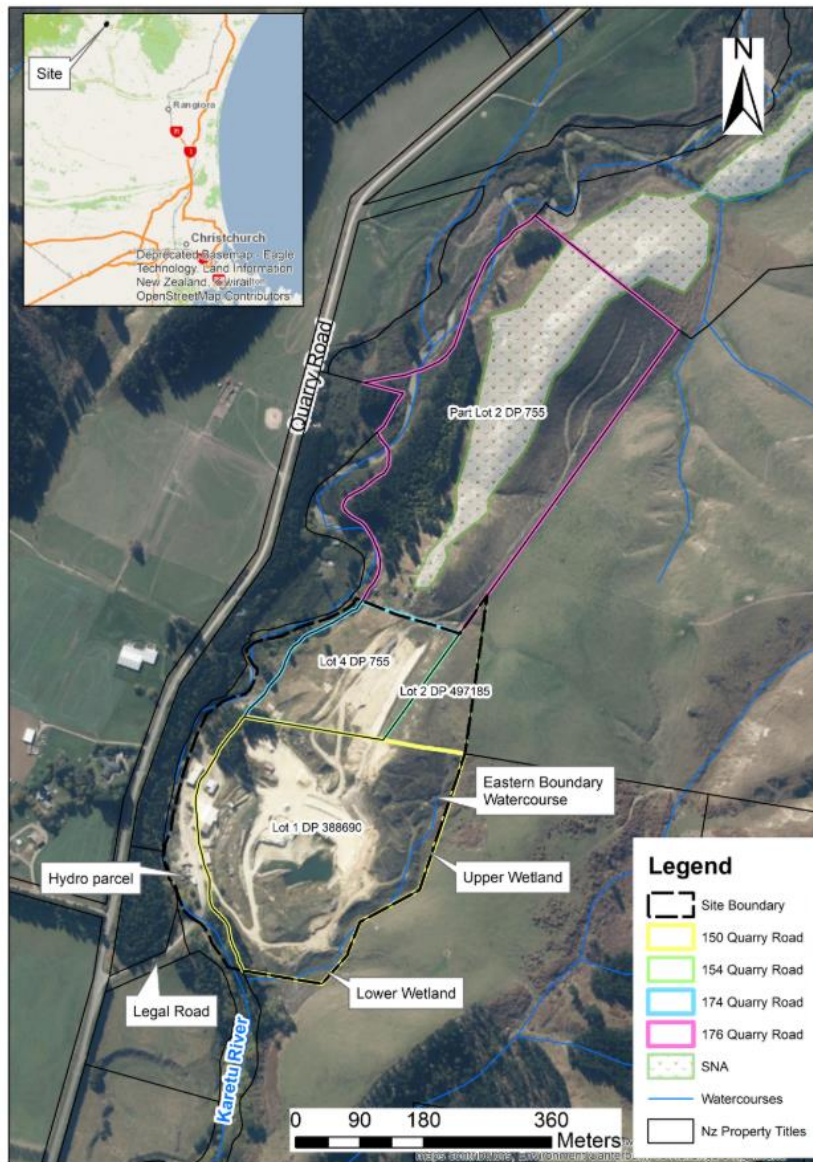 Site
Rangiora
Christchurch
Deprecated Basemap - Eagle
Technology, Land Information
New Zealand,
OpenStreetMap Contributors
N
Quarry Road
Part Lot 2 DP 755
Lot 4 DP 755
Lot 2 DP 497185
Eastern Boundary
Watercourse
Lot 1 DP 388690
Hydro parcel
Upper Wetland
Lower Wetland
Legal Road
Karetu River
Legend
Site Boundary
150 Quarry Road
154 Quarry Road
174 Quarry Road
176 Quarry Road
SNA
Watercourses
Nz Property Titles
0 90 180 360
Meters